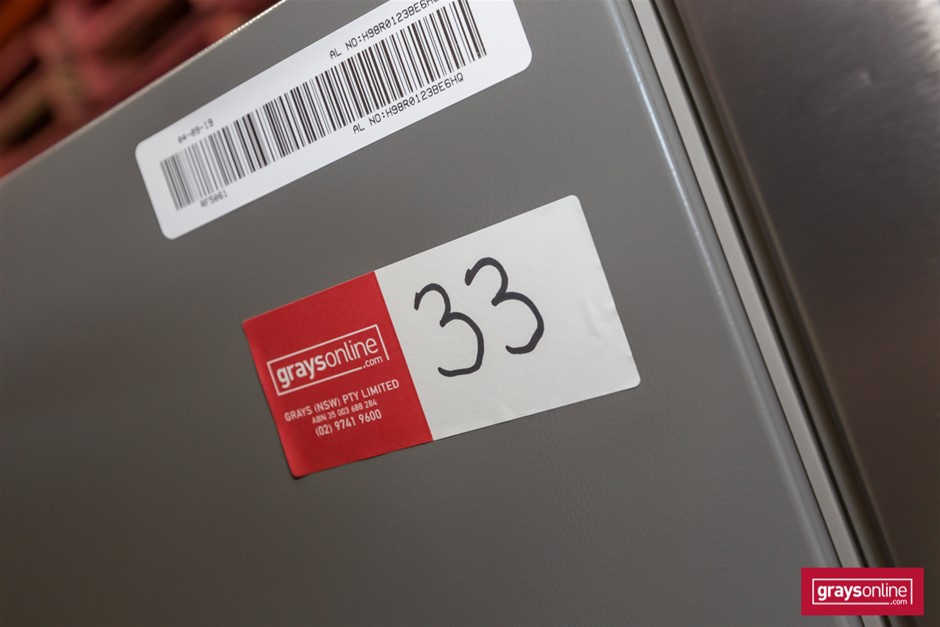 AL NO:H98R0123BE6HQ
04-09-19
AL NO:H98R0123BE6HQ
RF5061
graysonline
.com
GRAYS (NSW) PTY LIMITED
ABN 35 003 688 284
(02) 9741 9600
33
graysonline
.com